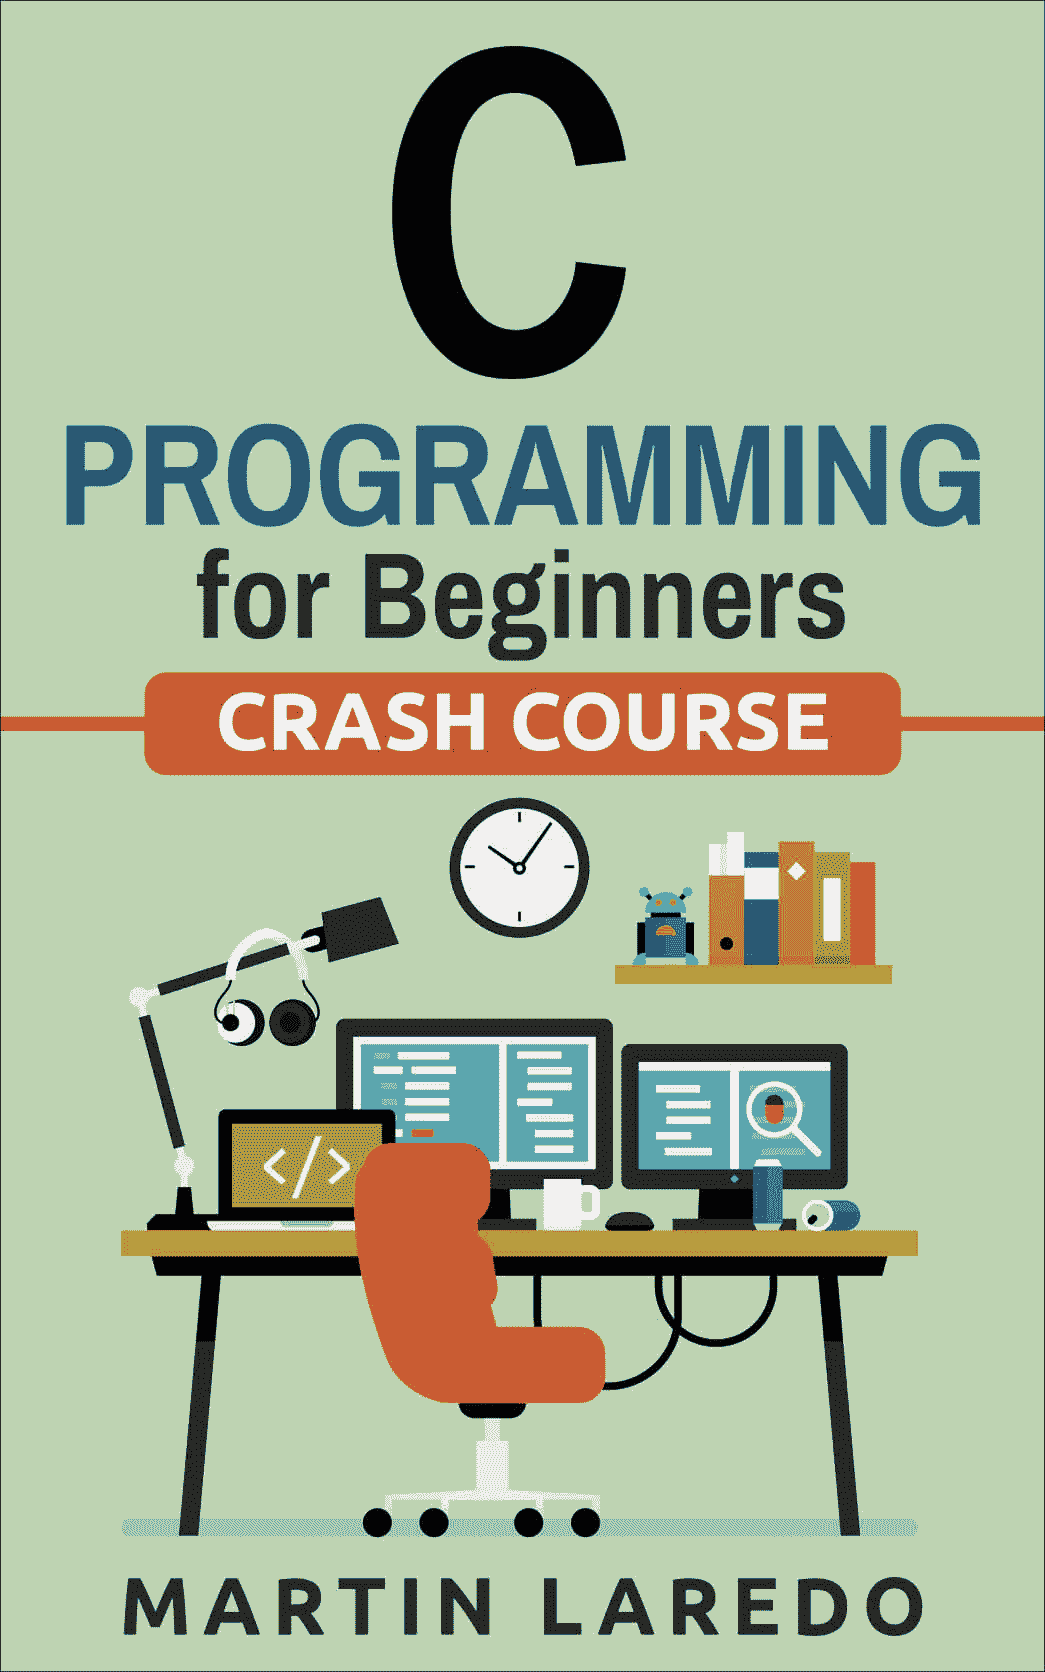 C
PROGRAMMING
for Beginners
CRASH COURSE
</>
MARTIN LAREDO